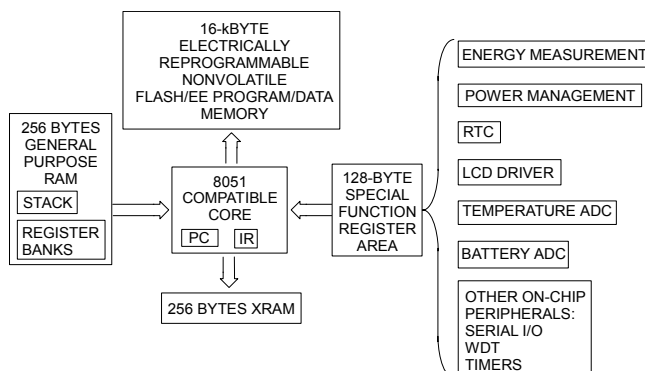 16-kBYTE
ELECTRICALLY
REPROGRAMMABLE
NONVOLATILE
FLASH/EE PROGRAM/DATA
MEMORY
256 BYTES
GENERAL
PURPOSE
RAM
STACK
REGISTER
BANKS
8051
COMPATIBLE
CORE
PC IR
256 BYTES XRAM
128-BYTE
SPECIAL
FUNCTION
REGISTER
AREA
ENERGY MEASUREMENT
POWER MANAGEMENT
RTC
LCD DRIVER
TEMPERATURE ADC
BATTERY ADC
OTHER ON-CHIP
PERIPHERALS:
SERIAL I/O
WDT
TIMERS